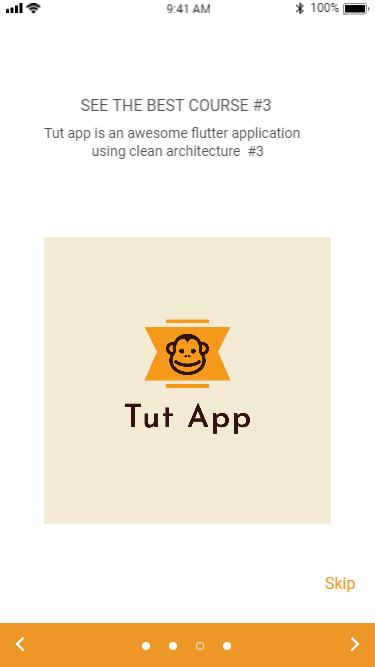 9:41 AM
100%
SEE THE BEST COURSE #3
Tut app is an awesome flutter application
using clean architecture  #3
Tut App
Skip